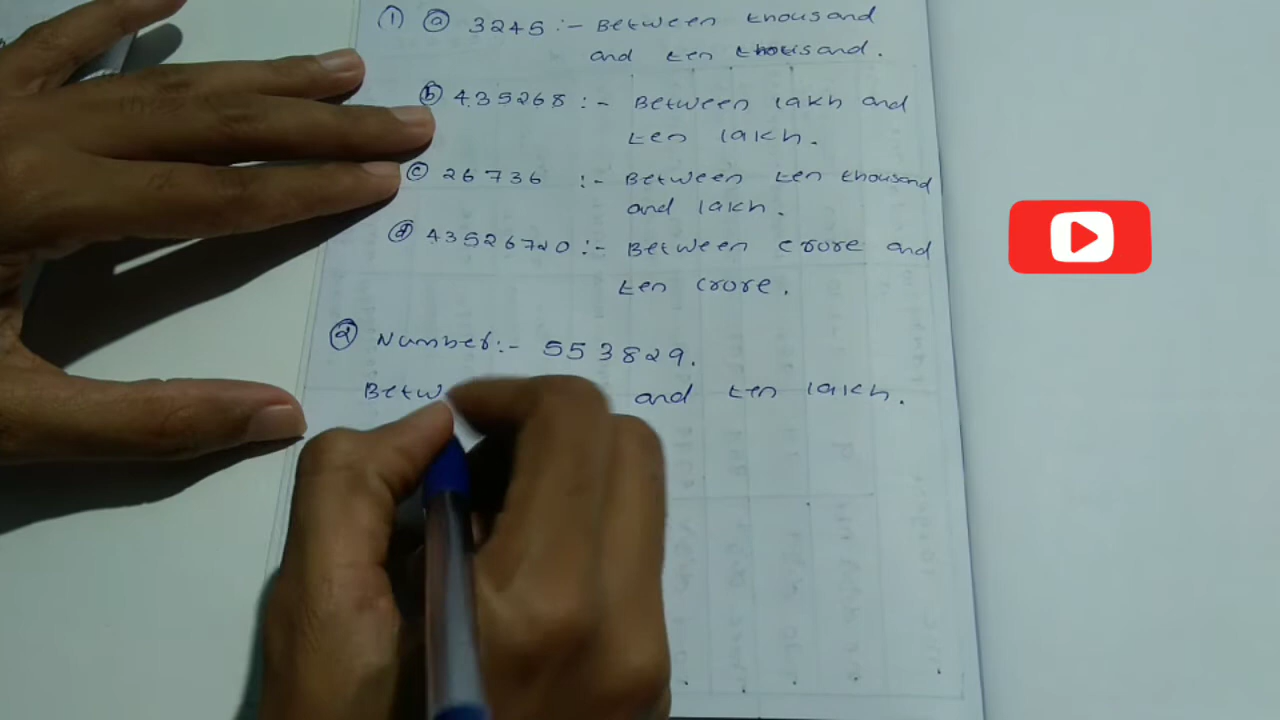 ① ⓐ 3245 :- Between thousand
and ten thousand.
ⓑ 435268 :- Between lakh and
ten lakh.
ⓒ 26736 :- Between ten thousand
and lakh.
ⓓ 43526720 :- Between crore and
ten crore.
② Number:- 553829.
Betw and ten lakh.